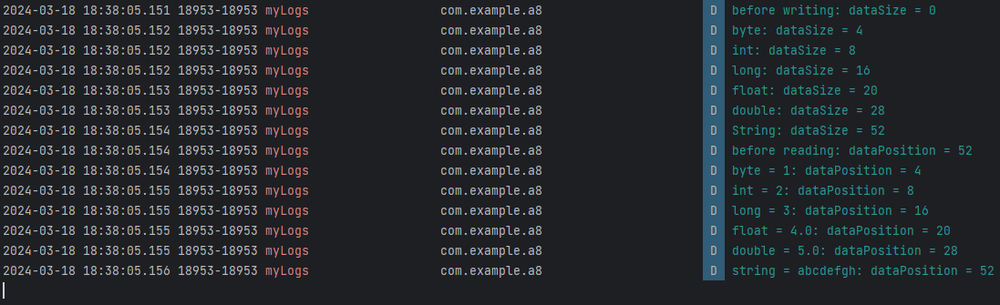 2024-03-18 18:38:05.151 18953-18953 myLogs com.example.a8 D before writing: dataSize = 0
2024-03-18 18:38:05.152 18953-18953 myLogs com.example.a8 D byte: dataSize = 4
2024-03-18 18:38:05.152 18953-18953 myLogs com.example.a8 D int: dataSize = 8
2024-03-18 18:38:05.152 18953-18953 myLogs com.example.a8 D long: dataSize = 16
2024-03-18 18:38:05.153 18953-18953 myLogs com.example.a8 D float: dataSize = 20
2024-03-18 18:38:05.153 18953-18953 myLogs com.example.a8 D double: dataSize = 28
2024-03-18 18:38:05.154 18953-18953 myLogs com.example.a8 D String: dataSize = 52
2024-03-18 18:38:05.154 18953-18953 myLogs com.example.a8 D before reading: dataPosition = 52
2024-03-18 18:38:05.154 18953-18953 myLogs com.example.a8 D byte = 1: dataPosition = 4
2024-03-18 18:38:05.155 18953-18953 myLogs com.example.a8 D int = 2: dataPosition = 8
2024-03-18 18:38:05.155 18953-18953 myLogs com.example.a8 D long = 3: dataPosition = 16
2024-03-18 18:38:05.155 18953-18953 myLogs com.example.a8 D float = 4.0: dataPosition = 20
2024-03-18 18:38:05.155 18953-18953 myLogs com.example.a8 D double = 5.0: dataPosition = 28
2024-03-18 18:38:05.156 18953-18953 myLogs com.example.a8 D string = abcdefgh: dataPosition = 52